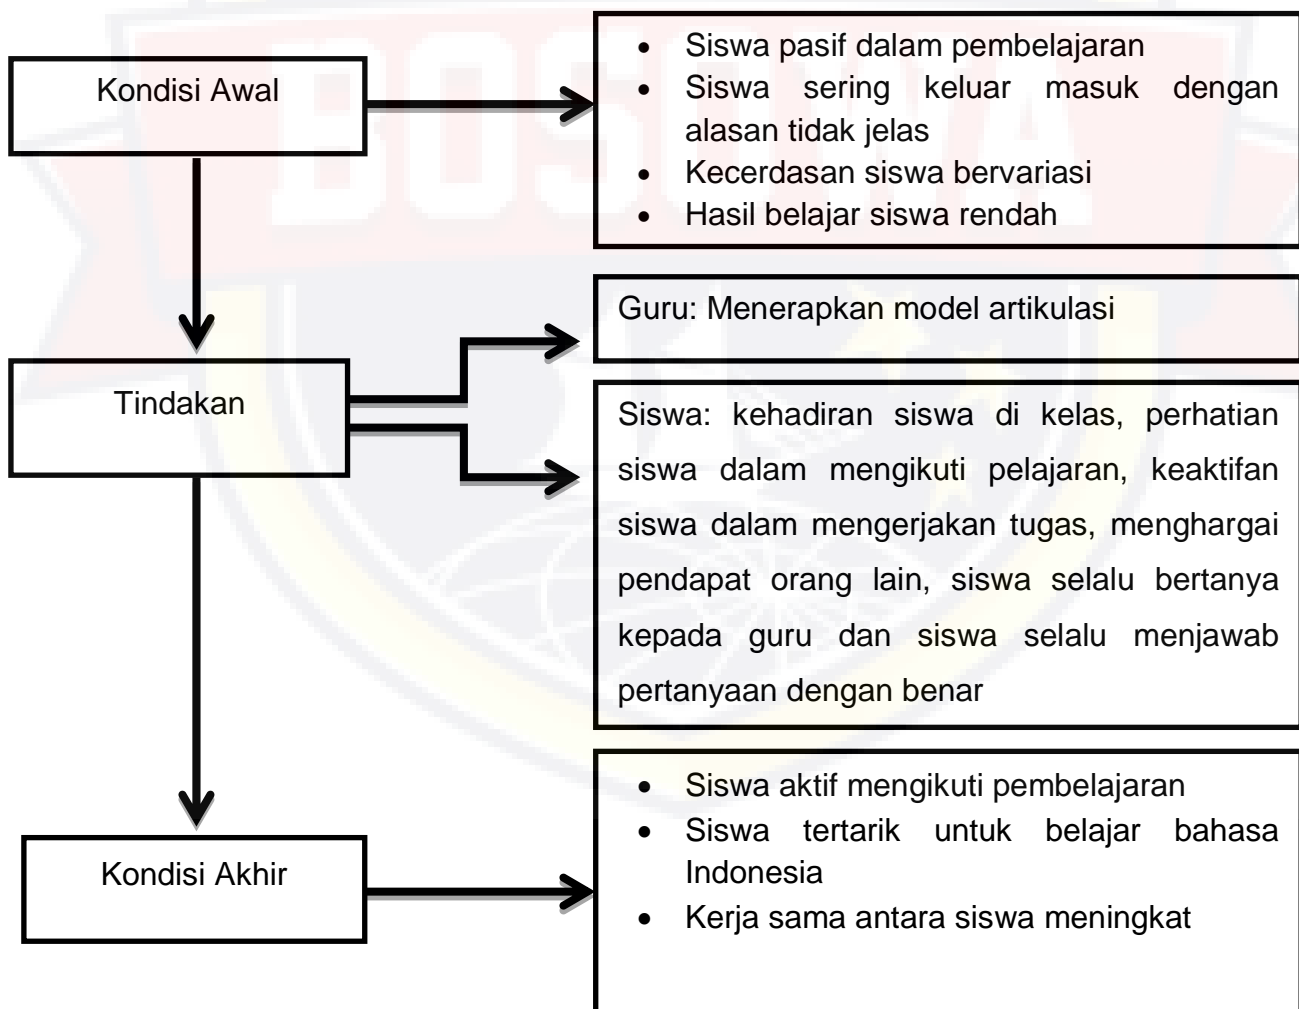 BOSOWA
Kondisi Awal
• Siswa pasif dalam pembelajaran
• Siswa sering keluar masuk dengan
alasan tidak jelas
• Kecerdasan siswa bervariasi
• Hasil belajar siswa rendah
Tindakan
Guru: Menerapkan model artikulasi
Siswa: kehadiran siswa di kelas, perhatian
siswa dalam mengikuti pelajaran, keaktifan
siswa dalam mengerjakan tugas, menghargai
pendapat orang lain, siswa selalu bertanya
kepada guru dan siswa selalu menjawab
pertanyaan dengan benar
Kondisi Akhir
• Siswa aktif mengikuti pembelajaran
• Siswa tertarik untuk belajar bahasa
Indonesia
• Kerja sama antara siswa meningkat